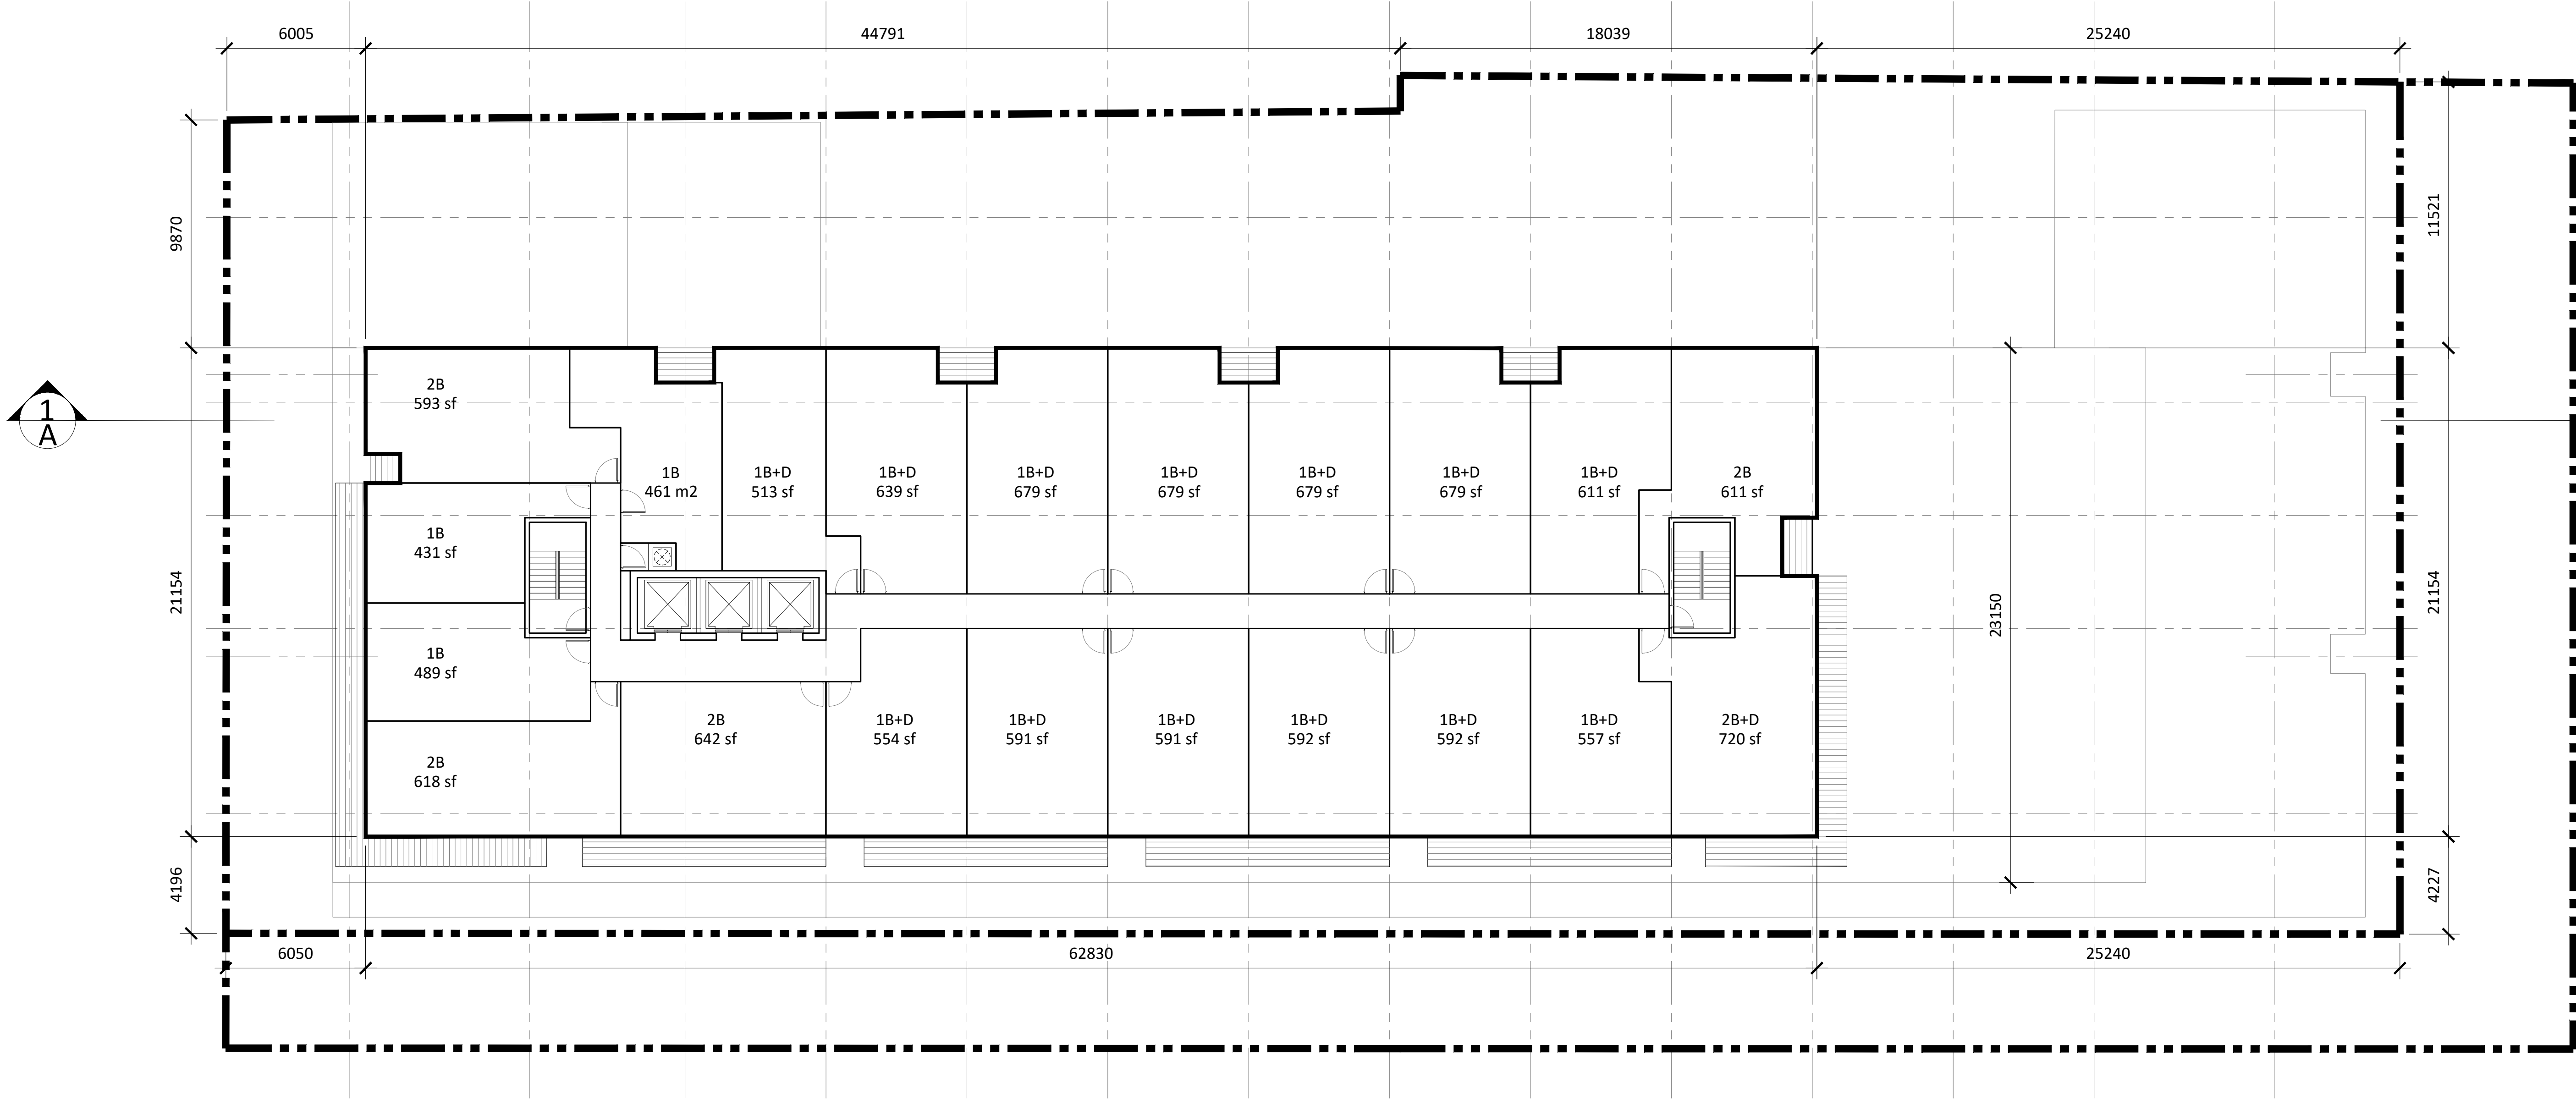 6005
44791
18039
25240
9870
11521
1
A
2B
593 sf
1B
461 m2
1B+D
513 sf
1B+D
639 sf
1B+D
679 sf
1B+D
679 sf
1B+D
679 sf
1B+D
679 sf
1B+D
611 sf
2B
611 sf
1B
431 sf
21154
23150
21154
1B
489 sf
2B
618 sf
2B
642 sf
1B+D
554 sf
1B+D
591 sf
1B+D
591 sf
1B+D
592 sf
1B+D
592 sf
1B+D
557 sf
2B+D
720 sf
4196
4227
6050
62830
25240